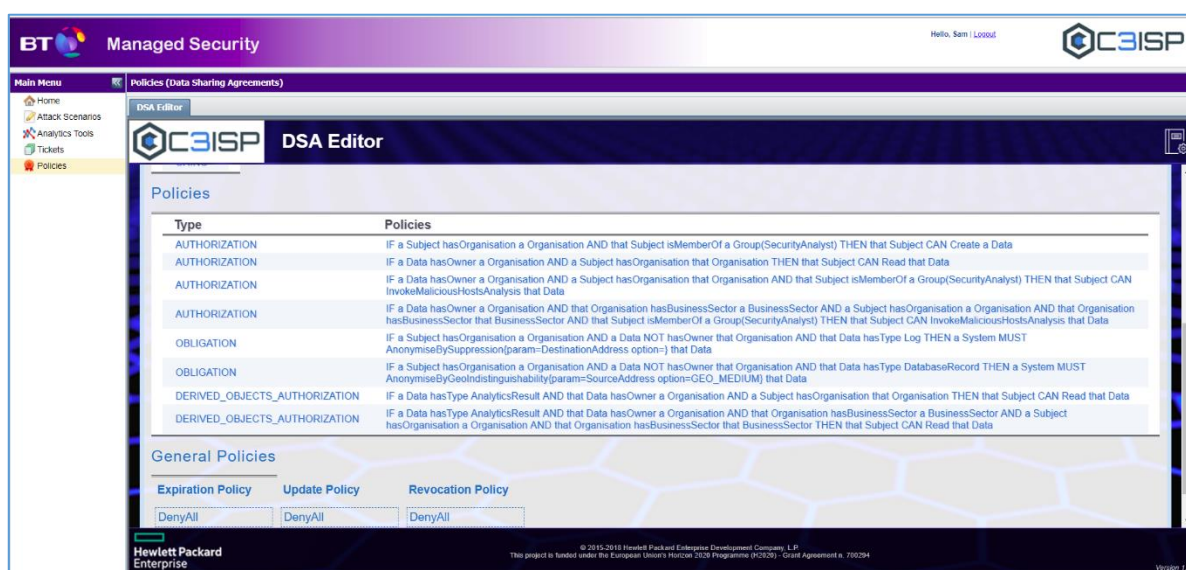 BT Managed Security
Hello, Sam | Logout
C3ISP
Main Menu
Policies (Data Sharing Agreements)
Home
Attack Scenarios
Analytics Tools
Tickets
Policies
DSA Editor
C3ISP DSA Editor
Policies
Type Policies
AUTHORIZATION IF a Subject hasOrganisation a Organisation AND that Subject isMemberOf a Group(SecurityAnalyst) THEN that Subject CAN Create a Data
AUTHORIZATION IF a Data hasOwner a Organisation AND a Subject hasOrganisation that Organisation THEN that Subject CAN Read that Data
AUTHORIZATION IF a Data hasOwner a Organisation AND a Subject hasOrganisation that Organisation AND that Subject isMemberOf a Group(SecurityAnalyst) THEN that Subject CAN
InvokeMaliciousHostsAnalysis that Data
AUTHORIZATION IF a Data hasOwner a Organisation AND that Organisation hasBusinessSector a BusinessSector AND a Subject hasOrganisation a Organisation AND that Organisation
hasBusinessSector that BusinessSector AND that Subject isMemberOf a Group(SecurityAnalyst) THEN that Subject CAN InvokeMaliciousHostsAnalysis that Data
OBLIGATION IF a Subject hasOrganisation a Organisation AND a Data NOT hasOwner that Organisation AND that Data hasType Log THEN a System MUST
AnonymiseBySuppression{param=DestinationAddress option=} that Data
OBLIGATION IF a Subject hasOrganisation a Organisation AND a Data NOT hasOwner that Organisation AND that Data hasType DatabaseRecord THEN a System MUST
AnonymiseByGeoIndistinguishability{param=SourceAddress option=GEO_MEDIUM} that Data
DERIVED_OBJECTS_AUTHORIZATION IF a Data hasType AnalyticsResult AND that Data hasOwner a Organisation AND a Subject hasOrganisation that Organisation THEN that Subject CAN Read that Data
DERIVED_OBJECTS_AUTHORIZATION IF a Data hasType AnalyticsResult AND that Data hasOwner a Organisation AND that Organisation hasBusinessSector a BusinessSector AND a Subject
hasOrganisation a Organisation AND that Organisation hasBusinessSector that BusinessSector THEN that Subject CAN Read that Data
General Policies
Expiration Policy Update Policy Revocation Policy
DenyAll DenyAll DenyAll
Hewlett Packard
Enterprise
© 2015-2018 Hewlett Packard Enterprise Development Company, L.P
This project is funded under the European Union's Horizon 2020 Programme (H2020) - Grant Agreement n. 700294
Version 1